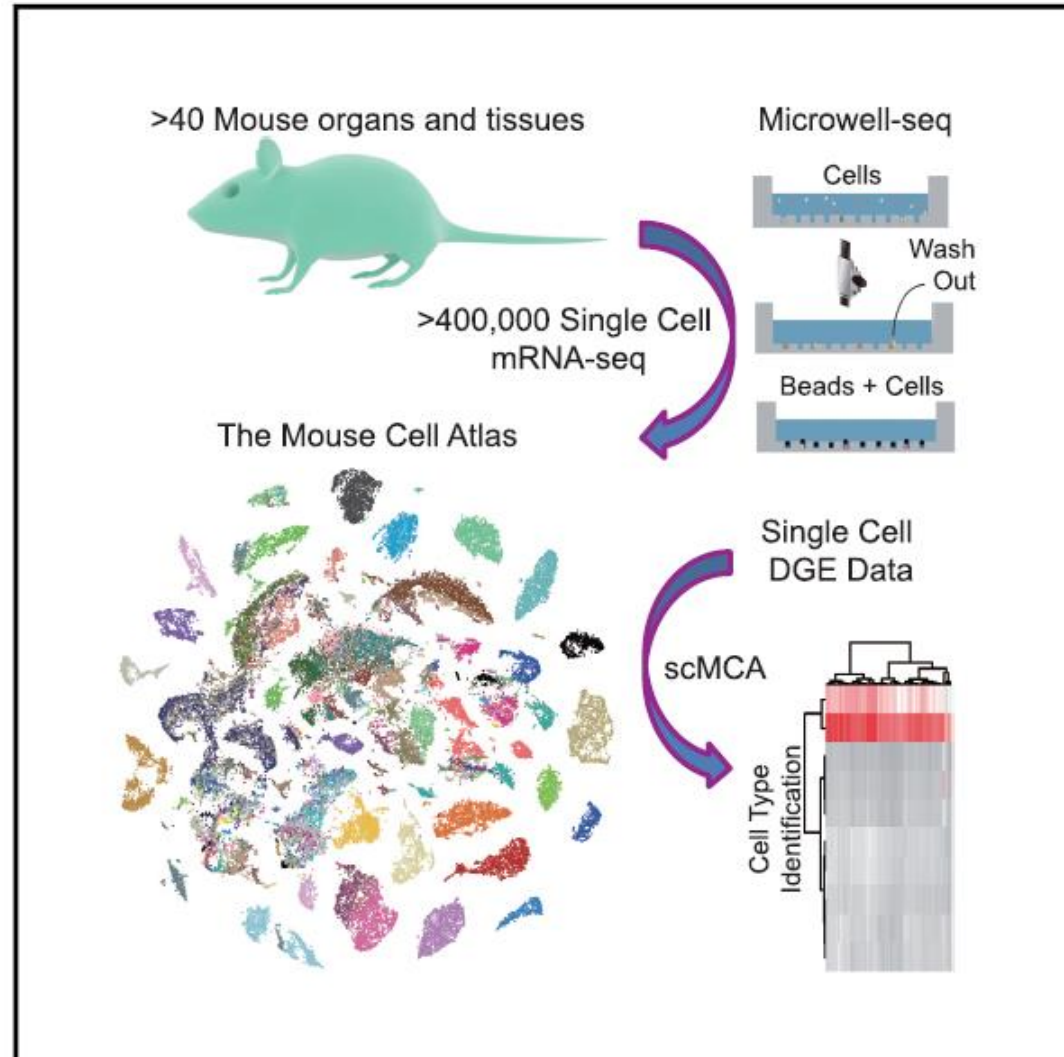 >40 Mouse organs and tissues
Microwell-seq
Cells
Wash
Out
>400,000 Single Cell
mRNA-seq
Beads + Cells
The Mouse Cell Atlas
Single Cell
DGE Data
scMCA
Cell Type
Identification